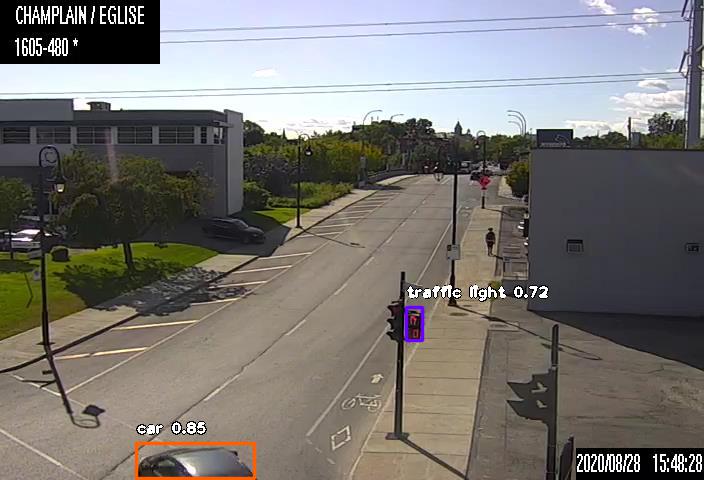 CHAMPLAIN / EGLISE
1605-480 *
traffic light 0.72
car 0.85
2020/08/28 15:48:28